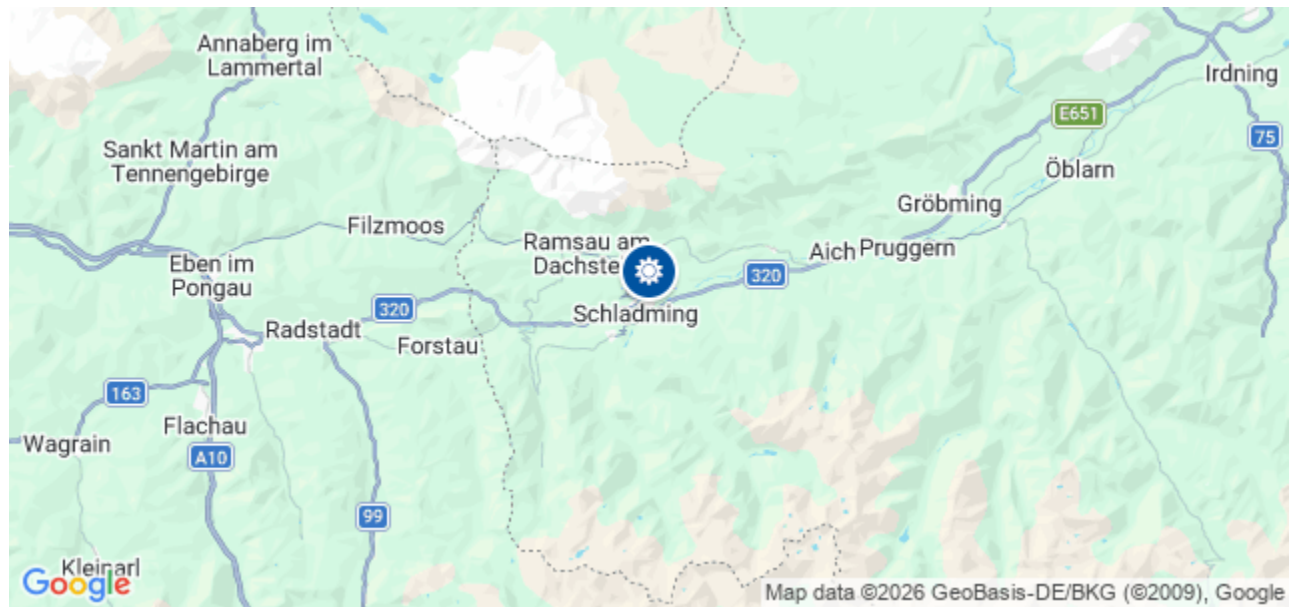 Annaberg im
Lammertal
Irdning
E651
75
Sankt Martin am
Tennengebirge
Öblarn
Gröbming
Filzmoos
Ramsau am
Dachste
Aich
Pruggern
Eben im
Pongau
320
320
Schladming
Radstadt
Forstau
163
Flachau
Wagrain
A10
99
Kleinarl
Google
Map data ©2026 GeoBasis-DE/BKG (©2009), Google